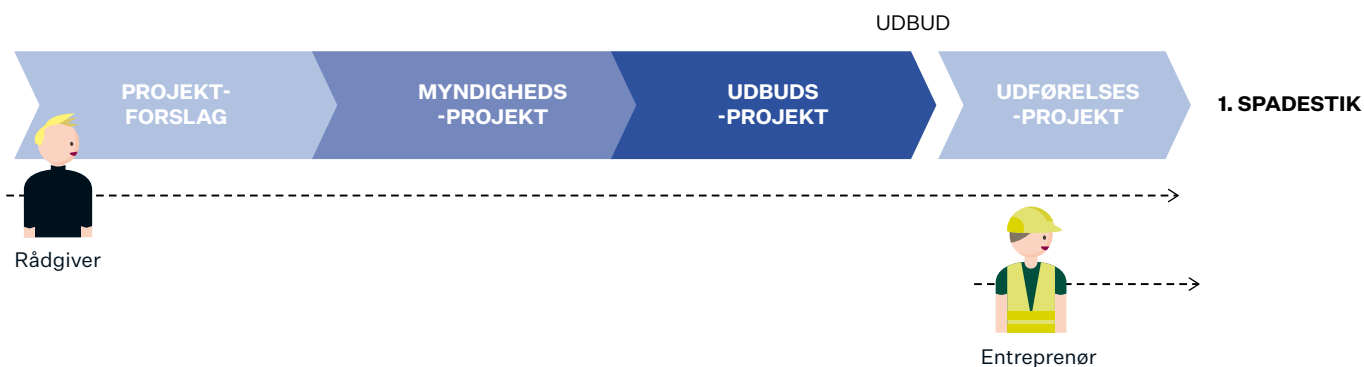 UDBUD
PROJEKT-
FORSLAG
MYNDIGHEDS
-PROJEKT
UDBUDS
-PROJEKT
UDFØRELSES
-PROJEKT
1. SPADESTIK
Rådgiver
Entreprenør